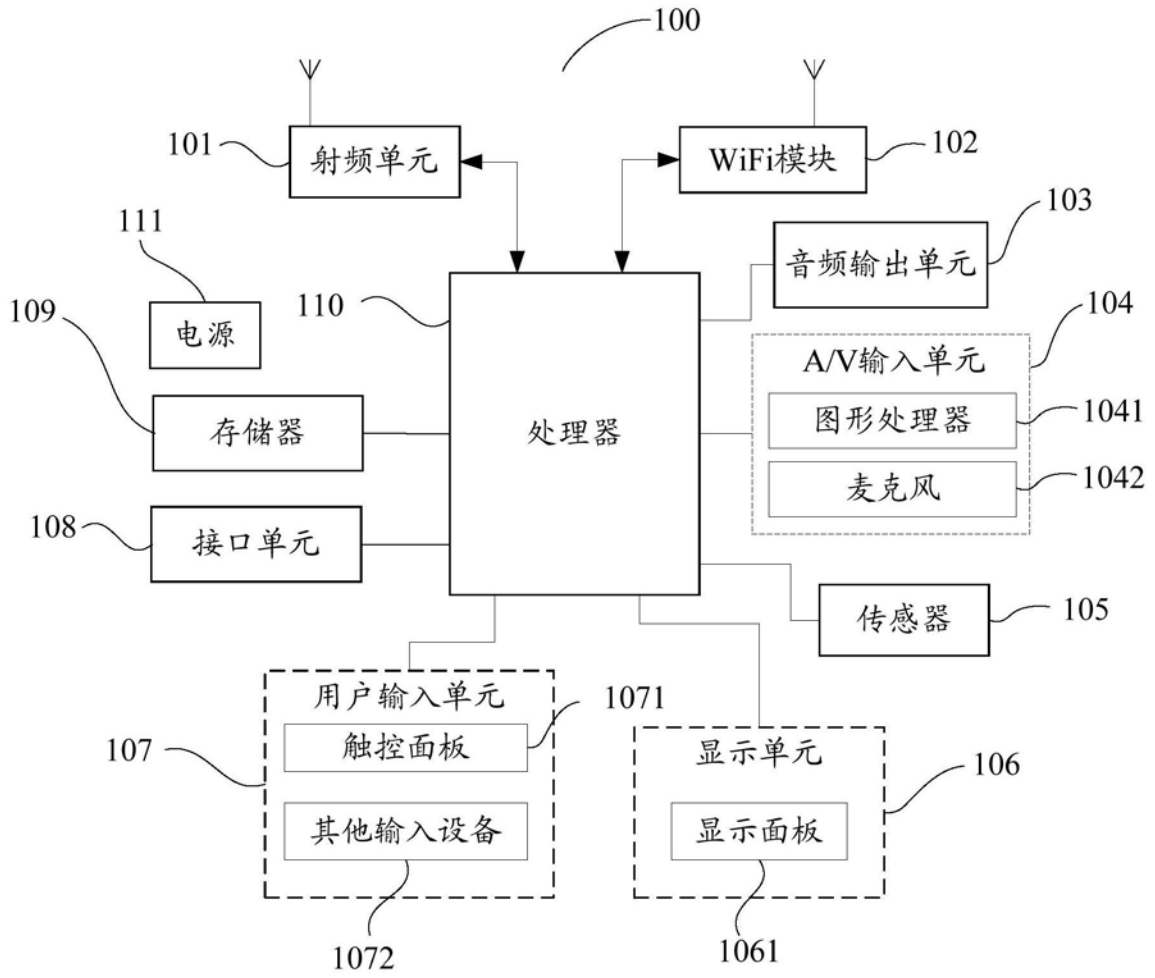 100
101
射频单元
WiFi模块
102
103
音频输出单元
111
电源
110
109
存储器
处理器
104
A/V输入单元
图形处理器
1041
麦克风
1042
108
接口单元
传感器
105
用户输入单元
1071
触控面板
107
其他输入设备
1072
显示单元
106
显示面板
1061